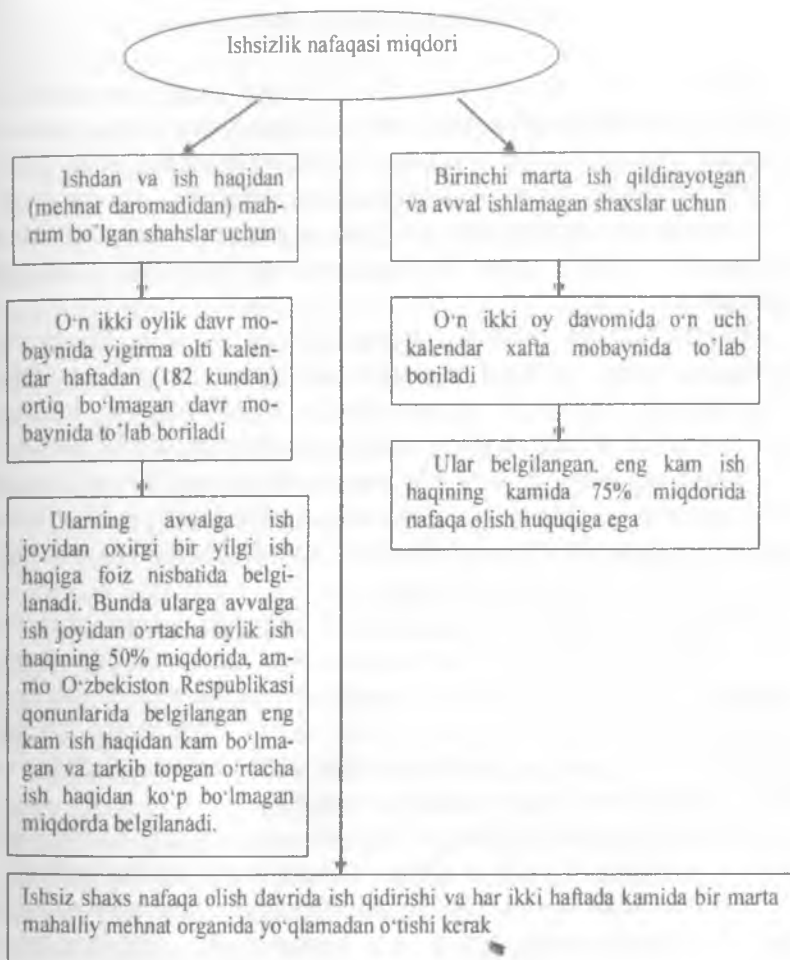 Ishsizlik nafaqasi miqdori
Ishdan va ish haqidan
(mehnat daromadidan) mah-
rum bo‘lgan shahslar uchun
O‘n ikki oylik davr mo-
baynida yigirma olti kalen-
dar haftadan (182 kundan)
ortiq bo‘lmagan davr mo-
baynida to‘lab boriladi
Ularning avvalga ish
joyidan oxirgi bir yilgi ish
haqiga foiz nisbatida belgi-
lanadi. Bunda ularga avvalga
ish joyidan o‘rtacha oylik ish
haqining 50% miqdorida, am-
mo O‘zbekiston Respublikasi
qonunlarida belgilangan eng
kam ish haqidan kam bo‘lma-
gan va tarkib topgan o‘rtacha
ish haqidan ko‘p bo‘lmagan
miqdorda belgilanadi.
Birinchi marta ish qildirayotgan
va avval ishlamagan shaxslar uchun
O‘n ikki oy davomida o‘n uch
kalendar xafta mobaynida to‘lab
boriladi
Ular belgilangan. eng kam ish
haqining kamida 75% miqdorida
nafaqa olish huquqiga ega
Ishsiz shaxs nafaqa olish davrida ish qidirishi va har ikki haftada kamida bir marta
mahalliy mehnat organida yo‘qlamadan o‘tishi kerak